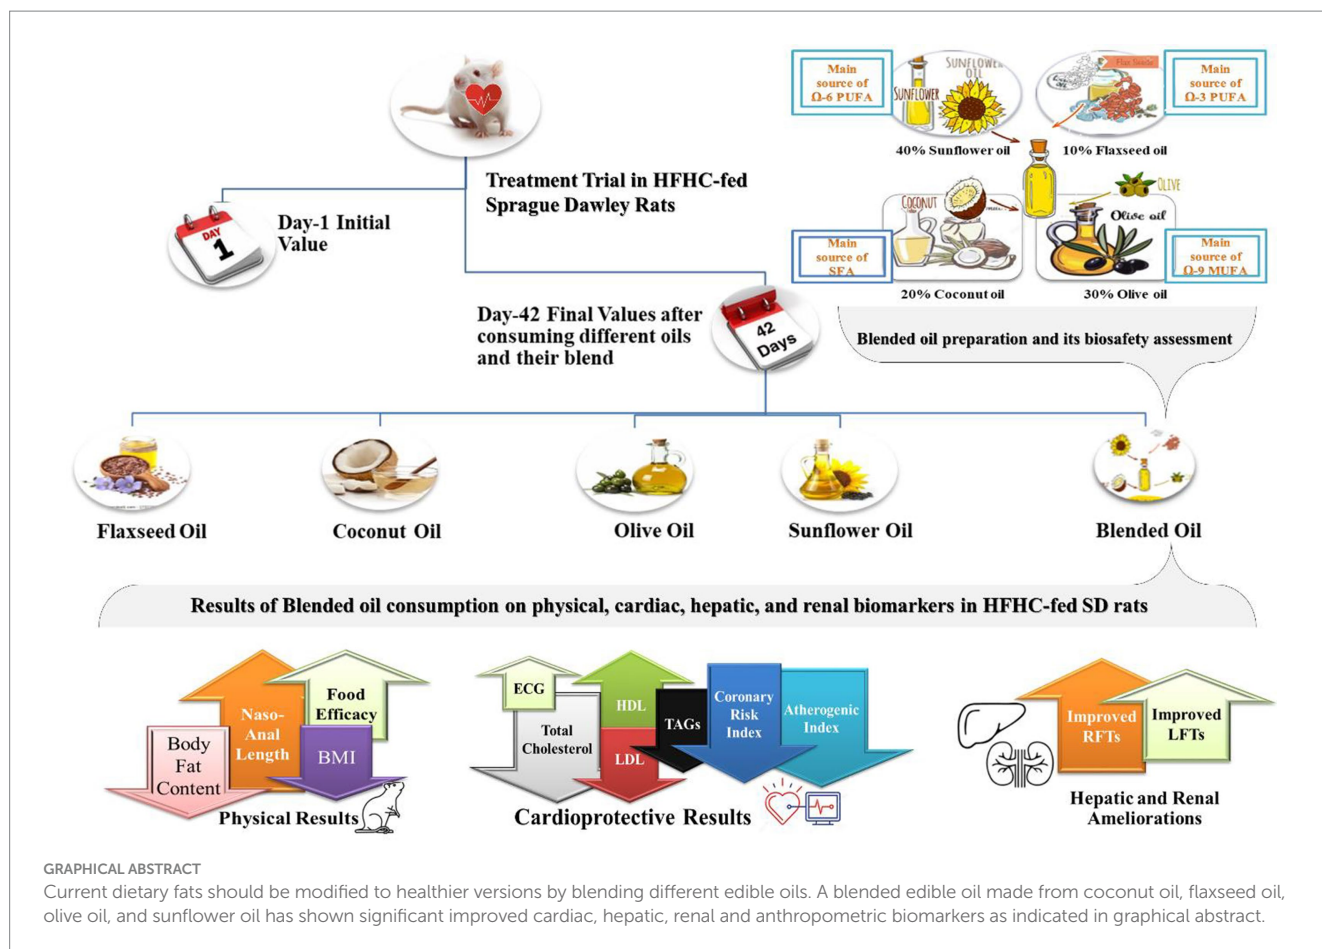 Treatment Trial in HFHC-fed
Sprague Dawley Rats
DAY
1
Day-1 Initial
Value
Day-42 Final Values after
consuming different oils
and their blend
42
Days
Main
source of
Ω-6 PUFA
SUNFLOWER
OIL
SUNFLOWER
40% Sunflower oil
Flax Seeds
10% Flaxseed oil
Main
source of
Ω-3 PUFA
Main
source of
SFA
COCONUT
20% Coconut oil
OLIVE
Olive oil
30% Olive oil
Main
source of
Ω-9 MUFA
Blended oil preparation and its biosafety assessment
Flaxseed Oil
Coconut Oil
Olive Oil
Sunflower Oil
Blended Oil
Results of Blended oil consumption on physical, cardiac, hepatic, and renal biomarkers in HFHC-fed SD rats
Body
Fat
Content
Naso-
Anal
Length
Food
Efficacy
BMI
Physical Results
ECG
Total
Cholesterol
HDL
LDL
TAGs
Coronary
Risk
Index
Atherogenic
Index
Cardioprotective Results
Improved
RFTs
Improved
LFTs
Hepatic and Renal
Ameliorations
GRAPHICAL ABSTRACT
Current dietary fats should be modified to healthier versions by blending different edible oils. A blended edible oil made from coconut oil, flaxseed oil,
olive oil, and sunflower oil has shown significant improved cardiac, hepatic, renal and anthropometric biomarkers as indicated in graphical abstract.